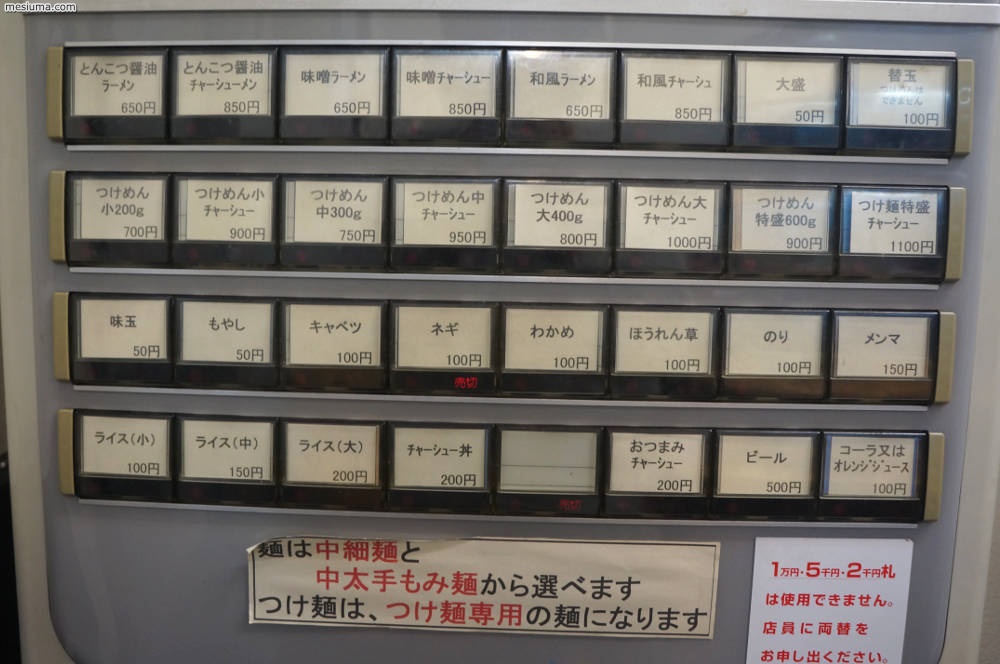 mesiuma.com
とんこつ醤油
ラーメン
650円
とんこつ醤油
チャーシューメン
850円
味噌ラーメン
650円
味噌チャーシュー
850円
和風ラーメン
650円
和風チャーシュ
850円
大盛
50円
替玉
つけめんは
できません
100円
つけめん
小200g
700円
つけめん小
チャーシュー
900円
つけめん
中300g
750円
つけめん中
チャーシュー
950円
つけめん
大400g
800円
つけめん大
チャーシュー
1000円
つけめん
特盛600g
900円
つけ麺特盛
チャーシュー
1100円
味玉
50円
もやし
50円
キャベツ
100円
ネギ
100円
売切
わかめ
100円
ほうれん草
100円
のり
100円
メンマ
150円
ライス(小)
100円
ライス(中)
150円
ライス(大)
200円
チャーシュー丼
200円
売切
おつまみ
チャーシュー
200円
ビール
500円
コーラ又は
オレンジジュース
100円
麺は中細麺と
中太手もみ麺から選べます
つけ麺は、つけ麺専用の麺になります
1万円・5千円・2千円札
は使用できません。
店員に両替を
お申し出ください。